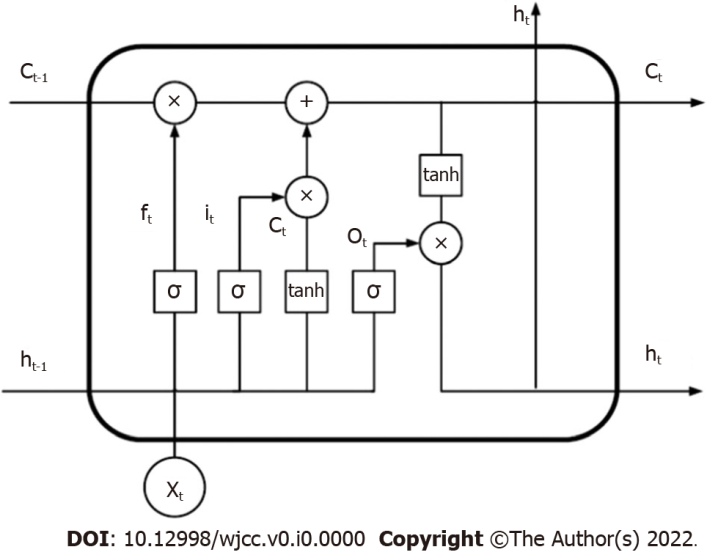 hₜ
Cₜ₋₁
Cₜ
×
+
tanh
×
fₜ
iₜ
Cₜ
Oₜ
×
σ
σ
tanh
σ
hₜ₋₁
hₜ
Xₜ
DOI: 10.12998/wjcc.v0.i0.0000 Copyright ©The Author(s) 2022.